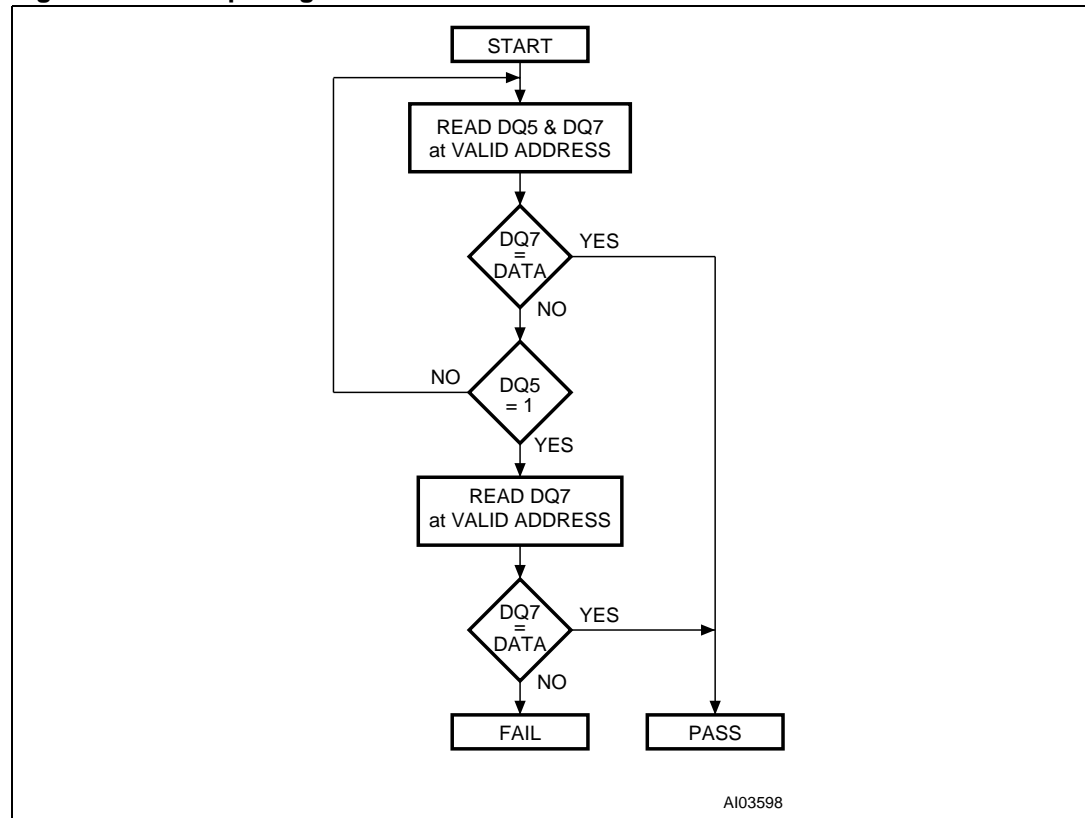 START
READ DQ5 & DQ7
at VALID ADDRESS
DQ7
=
DATA
YES
NO
DQ5
= 1
NO
YES
READ DQ7
at VALID ADDRESS
DQ7
=
DATA
YES
NO
FAIL
PASS
AI03598